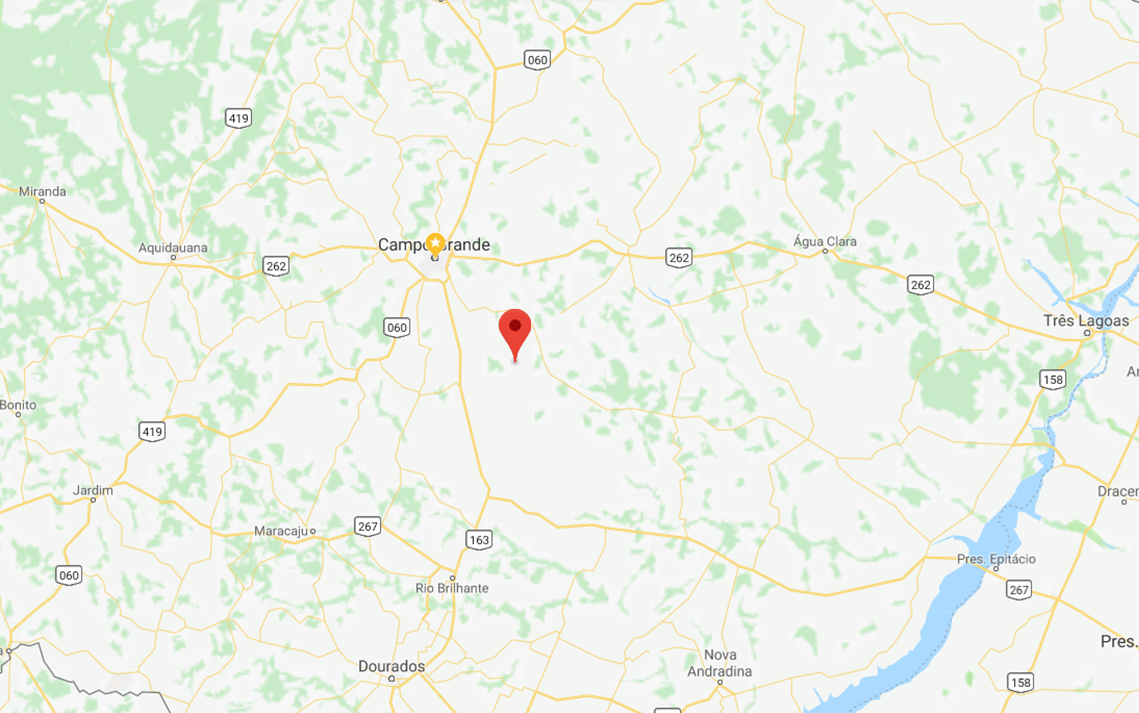 060
419
Miranda
Aquidauana
Campo Grande
Água Clara
262
262
262
Três Lagoas
060
158
Bonito
419
Jardim
Dracen
Maracaju
267
163
Pres. Epitácio
060
Rio Brilhante
267
Pres.
Dourados
Nova
Andradina
158